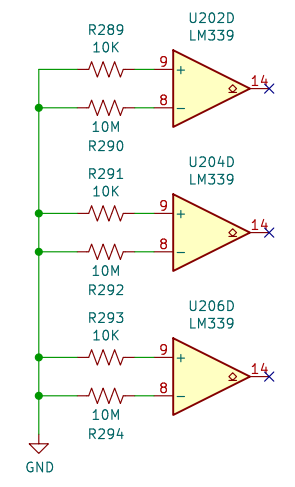 U202D
LM339
R289
10K
9
+
14
8
−
10M
R290
U204D
LM339
R291
10K
9
+
14
8
−
10M
R292
U206D
LM339
R293
10K
9
+
14
8
−
10M
R294
GND